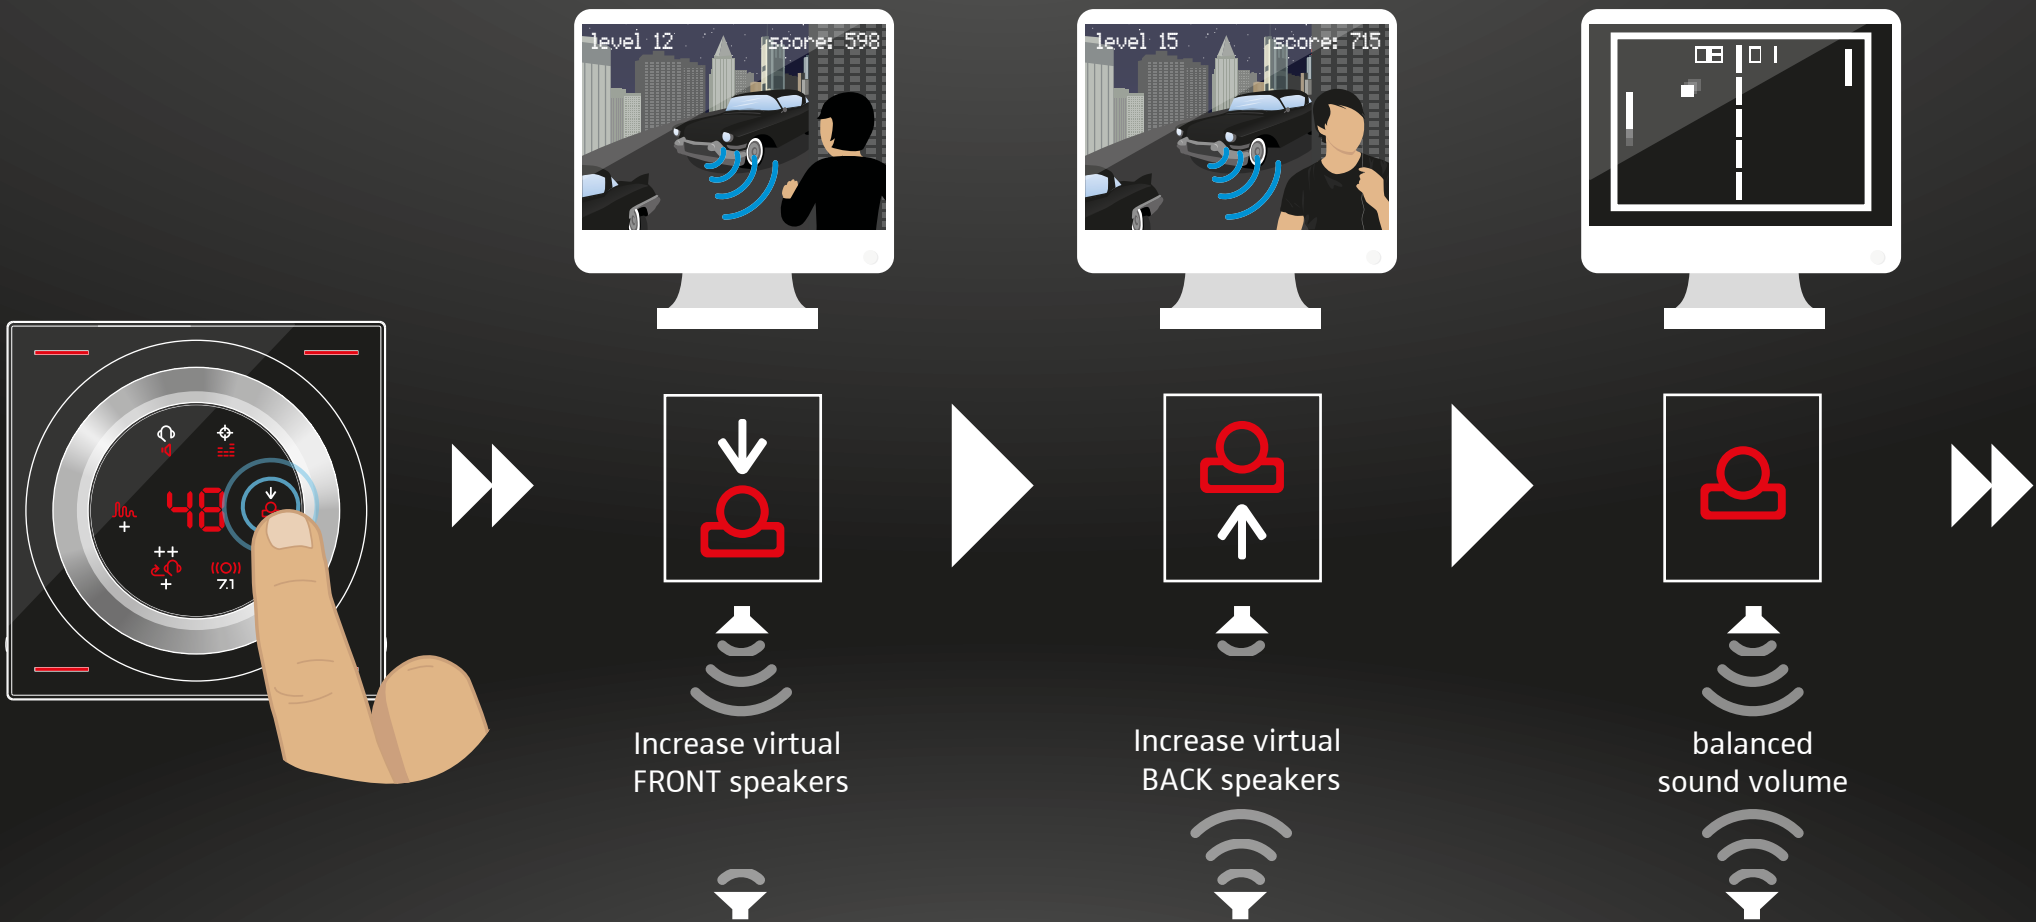 level 12 score: 598
level 15 score: 715
48
7.1
Increase virtual
FRONT speakers
Increase virtual
BACK speakers
balanced
sound volume